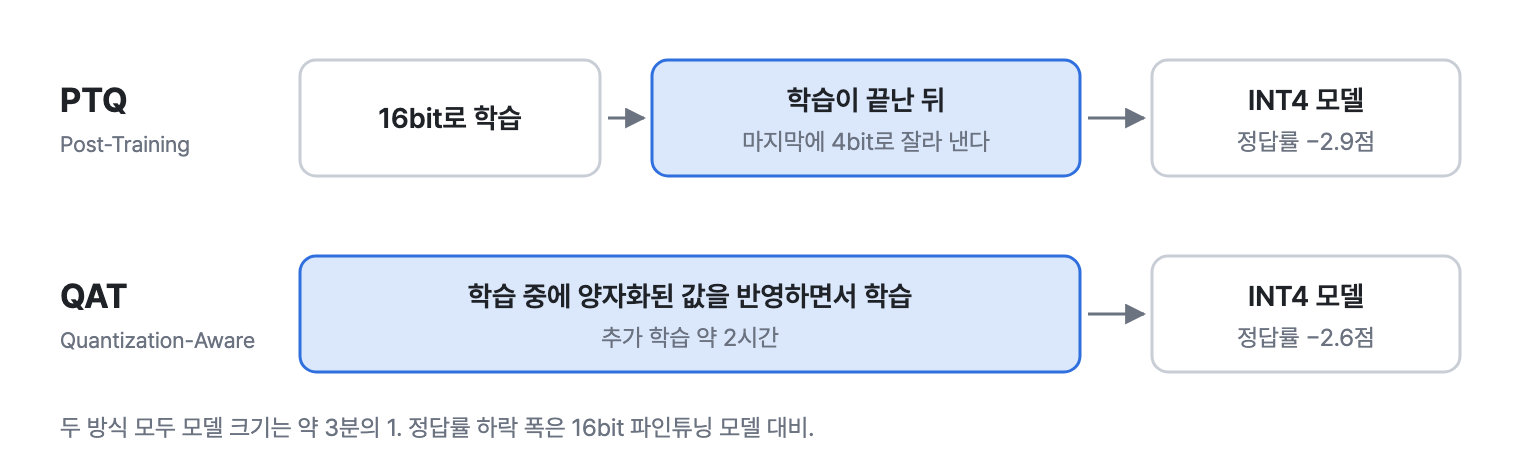 PTQ
Post-Training
16bit로 학습
학습이 끝난 뒤
마지막에 4bit로 잘라 낸다
INT4 모델
정답률 −2.9점
QAT
Quantization-Aware
학습 중에 양자화된 값을 반영하면서 학습
추가 학습 약 2시간
INT4 모델
정답률 −2.6점
두 방식 모두 모델 크기는 약 3분의 1. 정답률 하락 폭은 16bit 파인튜닝 모델 대비.